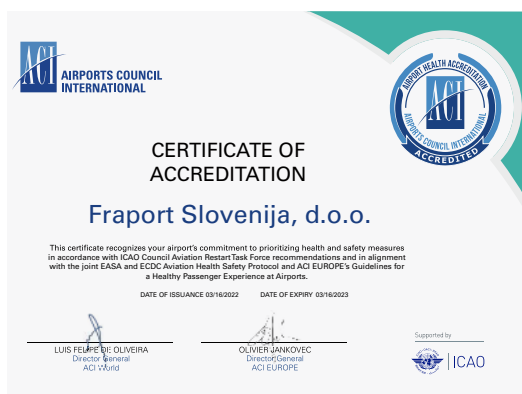 ACI
AIRPORTS COUNCIL
INTERNATIONAL
AIRPORT HEALTH ACCREDITATION
ACI
AIRPORTS COUNCIL INTERNATIONAL
ACCREDITED
CERTIFICATE OF
ACCREDITATION
Fraport Slovenija, d.o.o.
This certificate recognizes your airport's commitment to prioritizing health and safety measures
in accordance with ICAO Council Aviation Restart Task Force recommendations and in alignment
with the joint EASA and ECDC Aviation Health Safety Protocol and ACI EUROPE's Guidelines for
a Healthy Passenger Experience at Airports.
DATE OF ISSUANCE 03/16/2022 DATE OF EXPIRY 03/16/2023
LUIS FELIPE DE OLIVEIRA
Director General
ACI World
OLIVIER JANKOVEC
Director General
ACI EUROPE
Supported by
ICAO